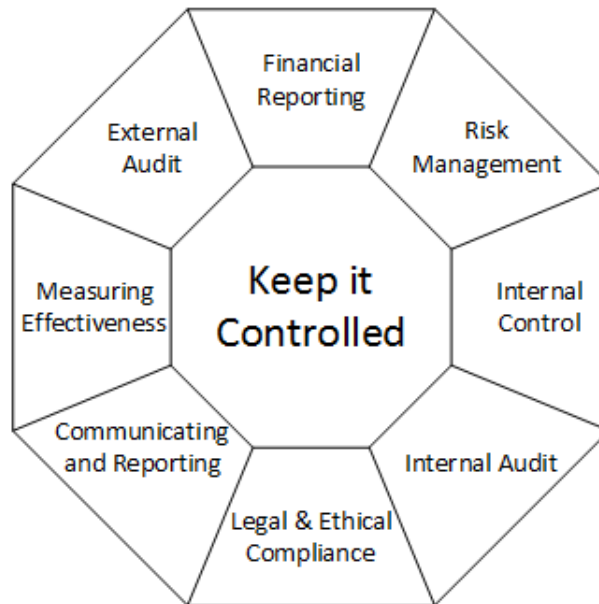 Financial
Reporting
Risk
Management
Internal
Control
Internal Audit
Legal & Ethical
Compliance
Communicating
and Reporting
Measuring
Effectiveness
External
Audit
Keep it
Controlled